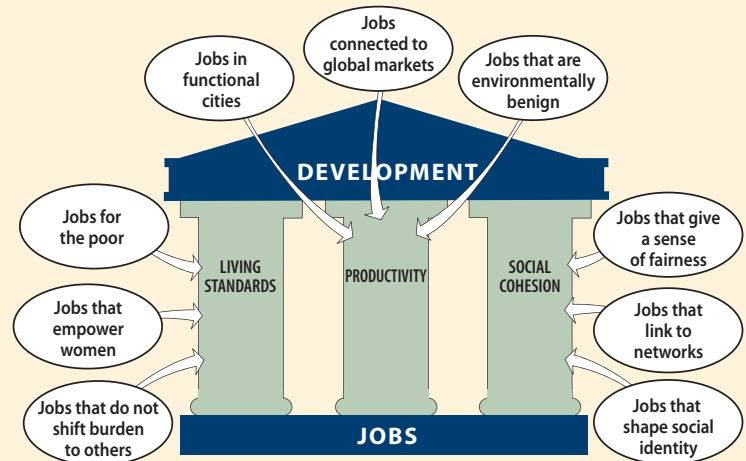 Jobs
connected to
global markets
Jobs in
functional
cities
Jobs that are
environmentally
benign
DEVELOPMENT
Jobs for
the poor
Jobs that
empower
women
Jobs that do not
shift burden
to others
LIVING
STANDARDS
PRODUCTIVITY
SOCIAL
COHESION
Jobs that give
a sense
of fairness
Jobs that
link to
networks
Jobs that
shape social
identity
JOBS